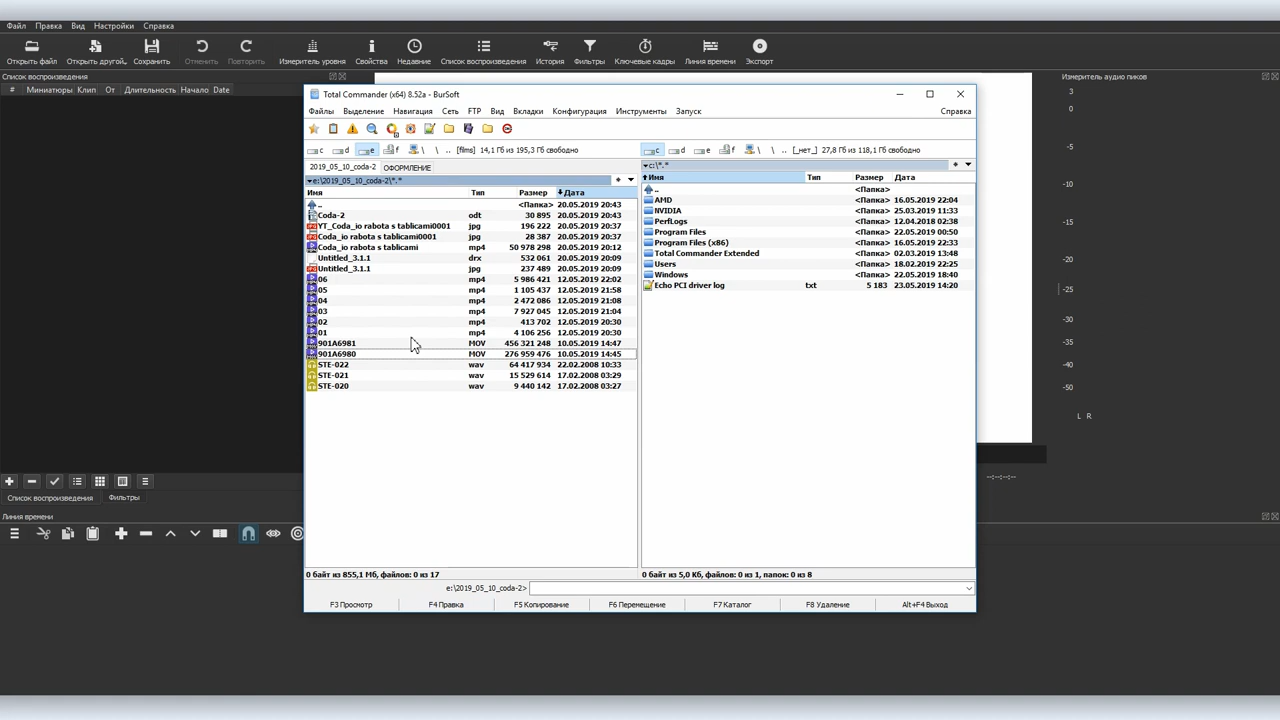 Файл Правка Вид Настройки Справка
Открыть файл Открыть другой.. Сохранить Отменить Повторить Измеритель уровня Свойства Недавние Список воспроизведения История Фильтры Ключевые кадры Линия времени Экспорт
Список воспроизведения
# Миниатюры Клип От Длительность Начало Date
Измеритель аудио пиков
3
0
-5
-10
-15
-20
-25
-30
-35
-40
-50
L R
Total Commander (x64) 8.52a - BurSoft
Файлы Выделение Навигация Сеть FTP Вид Вкладки Конфигурация Инструменты Запуск Справка
c d e f \ .. [films] 14,1 Гб из 195,3 Гб свободно
2019_05_10_coda-2 ОФОРМЛЕНИЕ
e:\2019_05_10_coda-2\*.*
Имя Тип Размер Дата
.. <Папка> 20.05.2019 20:43
Coda-2 odt 30 895 20.05.2019 20:43
YT_Coda_io rabota s tablicami0001 jpg 196 222 20.05.2019 20:43
Coda_io rabota s tablicami0001 jpg 28 387 20.05.2019 20:43
Coda_io rabota s tablicami mp4 50 978 298 20.05.2019 20:12
Untitled_3.1.1 drx 532 061 20.05.2019 20:09
Untitled_3.1.1 jpg 237 489 20.05.2019 20:09
06 mp4 5 986 421 12.05.2019 22:02
05 mp4 1 105 437 12.05.2019 21:58
04 mp4 2 472 086 12.05.2019 21:08
03 mp4 7 927 045 12.05.2019 21:04
02 mp4 413 702 12.05.2019 20:30
01 mp4 4 106 256 12.05.2019 20:30
901A6981 MOV 456 321 248 10.05.2019 14:47
901A6980 MOV 276 959 476 10.05.2019 14:45
STE-022 wav 64 417 934 22.02.2008 10:33
STE-021 wav 15 529 614 17.02.2008 03:29
STE-020 wav 9 440 142 17.02.2008 03:27
0 байт из 855,1 Мб, файлов: 0 из 17
c d e f \ .. [_нет_] 27,8 Гб из 118,1 Гб свободно
c:\*.*
Имя Тип Размер Дата
.. <Папка>
AMD <Папка> 16.05.2019 22:04
NVIDIA <Папка> 25.03.2019 11:33
PerfLogs <Папка> 12.04.2018 02:38
Program Files <Папка> 22.05.2019 00:50
Program Files (x86) <Папка> 16.05.2019 22:33
Total Commander Extended <Папка> 02.03.2019 13:48
Users <Папка> 18.02.2019 22:25
Windows <Папка> 22.05.2019 18:40
Echo PCI driver log txt 5 183 23.05.2019 14:20
0 байт из 5,0 Кб, файлов: 0 из 1, папок: 0 из 8
e:\2019_05_10_coda-2>
F3 Просмотр F4 Правка F5 Копирование F6 Перемещение F7 Каталог F8 Удаление Alt+F4 Выход
--:--:--:--
Список воспроизведения Фильтры
Линия времени